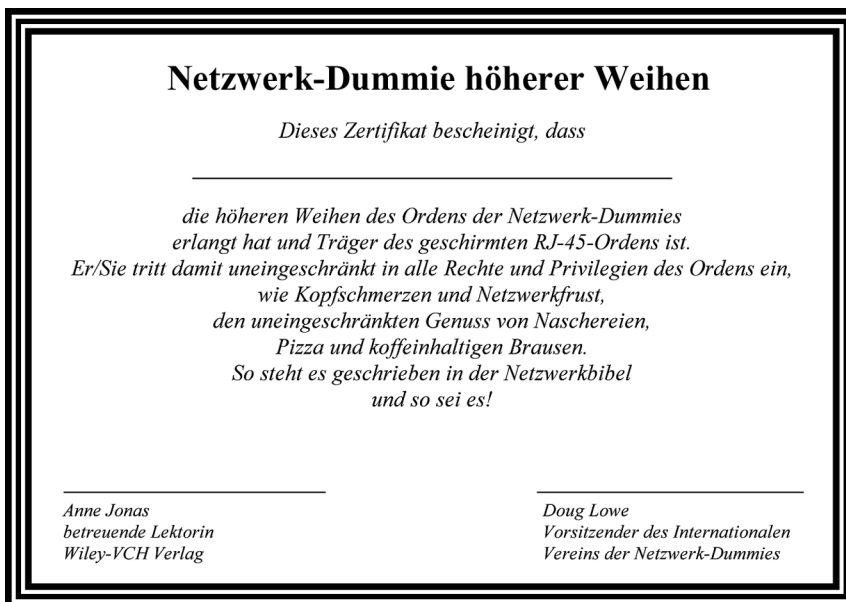 Netzwerk-Dummie höherer Weihen
Dieses Zertifikat bescheinigt, dass
die höheren Weihen des Ordens der Netzwerk-Dummies
erlangt hat und Träger des geschirmten RJ-45-Ordens ist.
Er/Sie tritt damit uneingeschränkt in alle Rechte und Privilegien des Ordens ein,
wie Kopfschmerzen und Netzwerkfrust,
den uneingeschränkten Genuss von Naschereien,
Pizza und koffeinhaltigen Brausen.
So steht es geschrieben in der Netzwerkbibel
und so sei es!
Anne Jonas
betreuende Lektorin
Wiley-VCH Verlag
Doug Lowe
Vorsitzender des Internationalen
Vereins der Netzwerk-Dummies